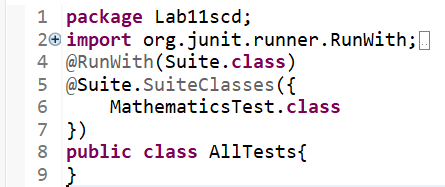 1 package Lab11scd;
2 import org.junit.runner.RunWith;
4 @RunWith(Suite.class)
5 @Suite.SuiteClasses({
6     MathematicsTest.class
7 })
8 public class AllTests{
9 }